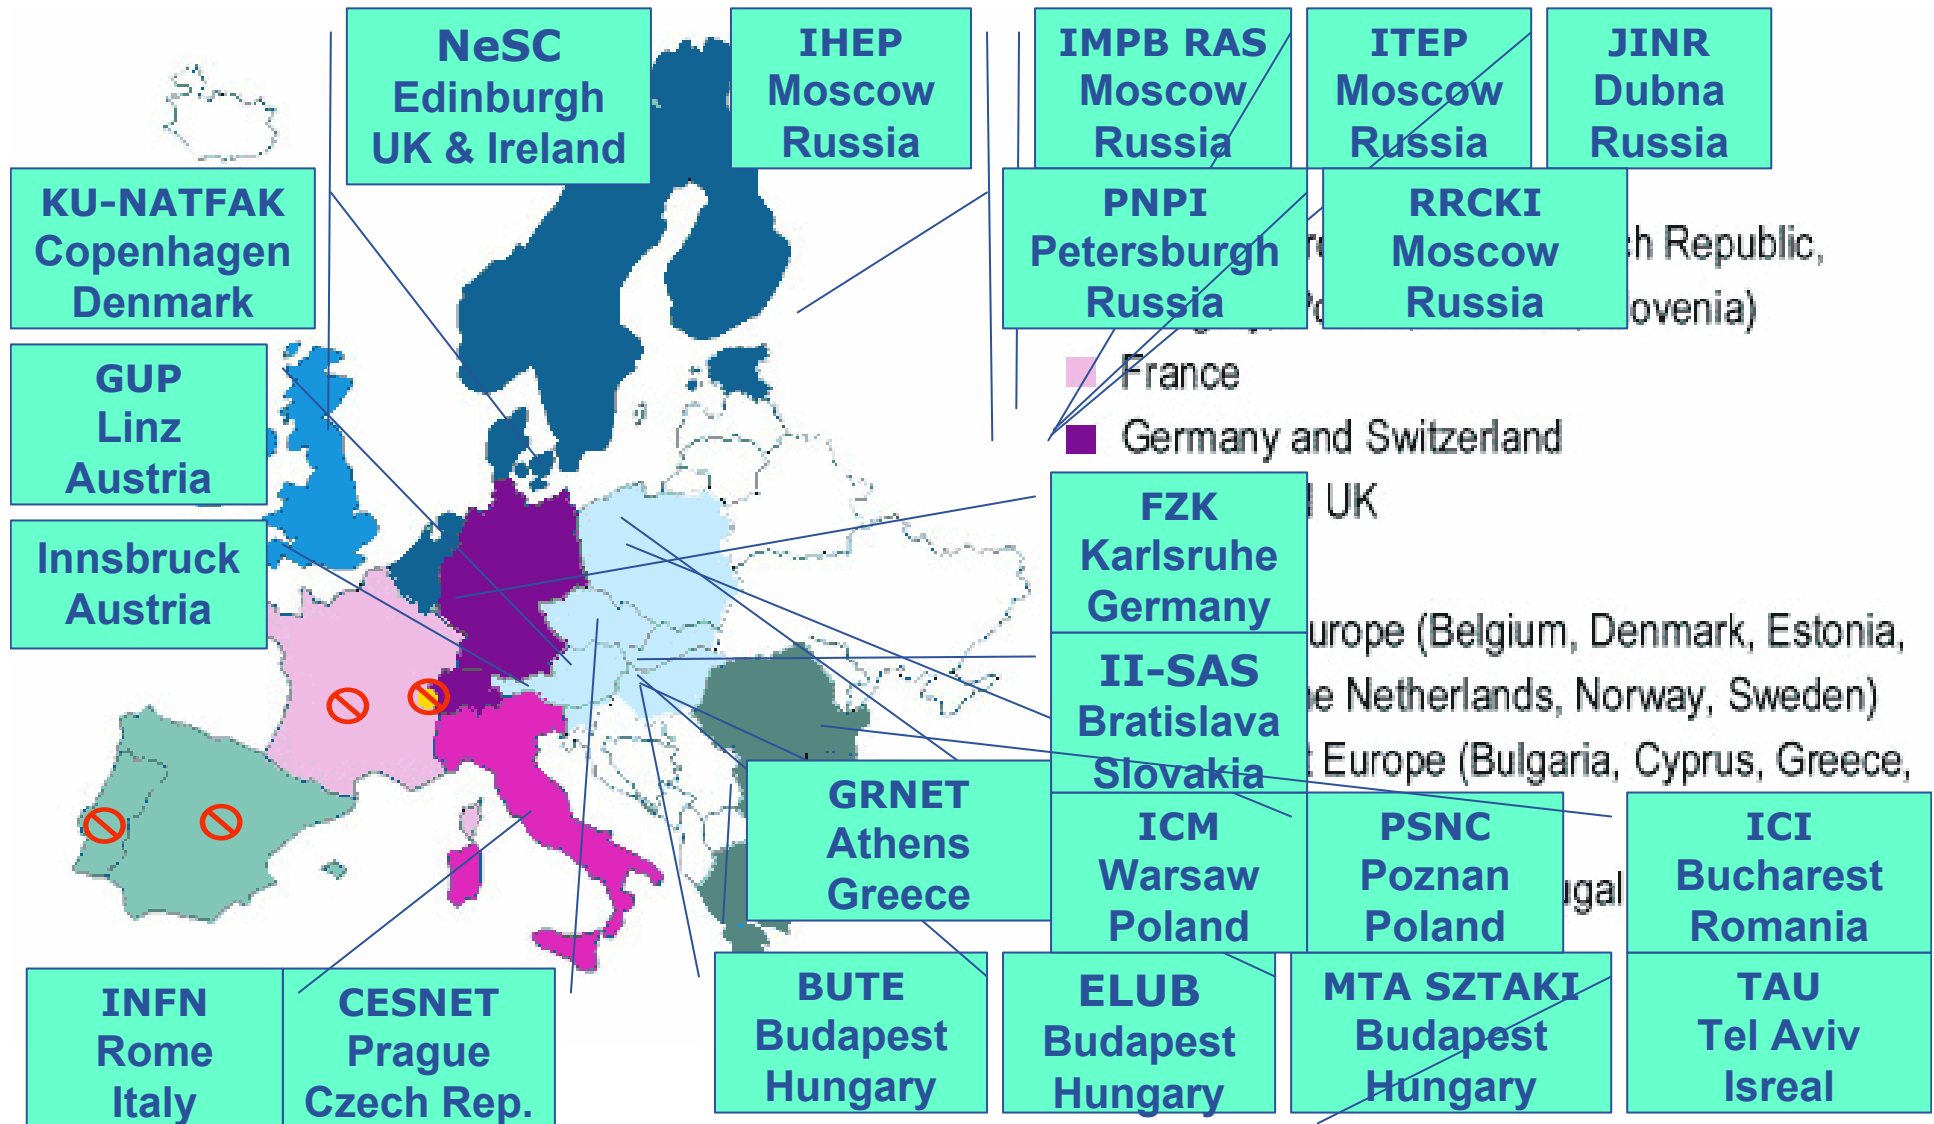 NeSC
Edinburgh
UK & Ireland
IHEP
Moscow
Russia
IMPB RAS
Moscow
Russia
ITEP
Moscow
Russia
JINR
Dubna
Russia
KU-NATFAK
Copenhagen
Denmark
PNPI
Petersburgh
Russia
RRCKI
Moscow
Russia
Republic,
France
Germany and Switzerland
UK
GUP
Linz
Austria
Innsbruck
Austria
FZK
Karlsruhe
Germany
(Belgium, Denmark, Estonia,
Netherlands, Norway, Sweden)
Europe (Bulgaria, Cyprus, Greece,
II-SAS
Bratislava
Slovakia
GRNET
Athens
Greece
ICM
Warsaw
Poland
PSNC
Poznan
Poland
ICI
Bucharest
Romania
INFN
Rome
Italy
CESNET
Prague
Czech Rep.
BUTE
Budapest
Hungary
ELUB
Budapest
Hungary
MTA SZTAKI
Budapest
Hungary
TAU
Tel Aviv
Isreal